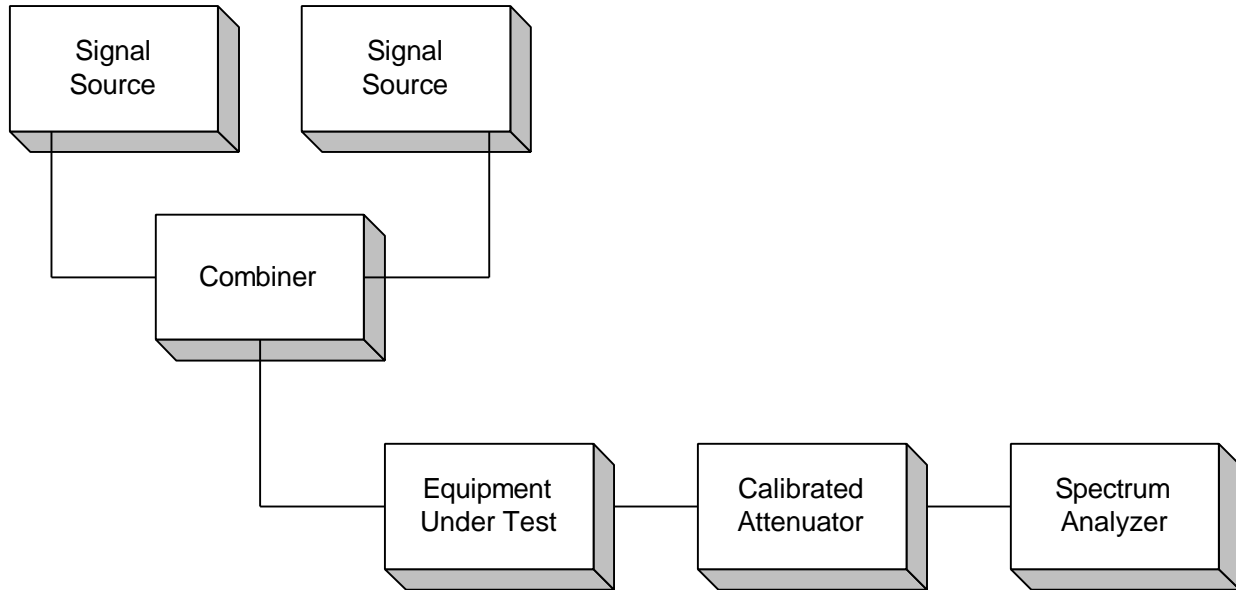 Signal
Source
Signal
Source
Combiner
Equipment
Under Test
Calibrated
Attenuator
Spectrum
Analyzer